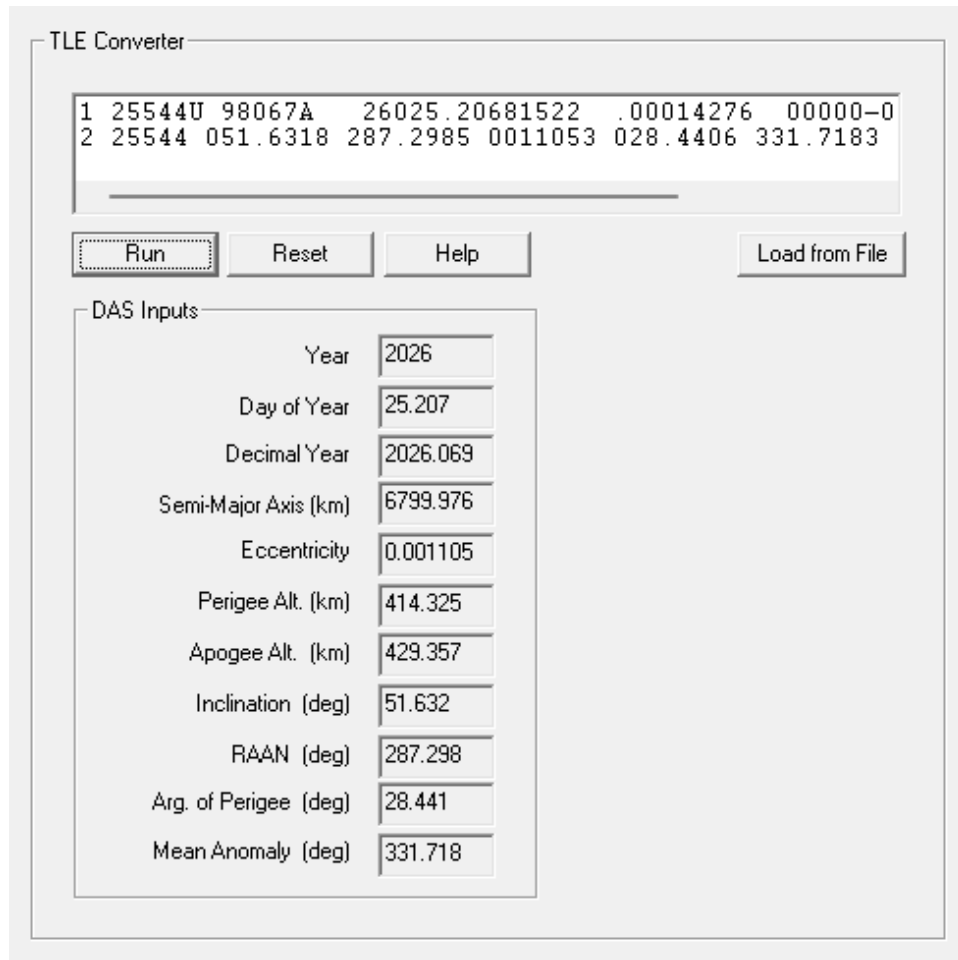 TLE Converter
1 25544U 98067A   26025.20681522  .00014276  00000-0
2 25544 051.6318 287.2985 0011053 028.4406 331.7183
Run Reset Help Load from File
DAS Inputs
Year 2026
Day of Year 25.207
Decimal Year 2026.069
Semi-Major Axis (km) 6799.976
Eccentricity 0.001105
Perigee Alt. (km) 414.325
Apogee Alt. (km) 429.357
Inclination (deg) 51.632
RAAN (deg) 287.298
Arg. of Perigee (deg) 28.441
Mean Anomaly (deg) 331.718